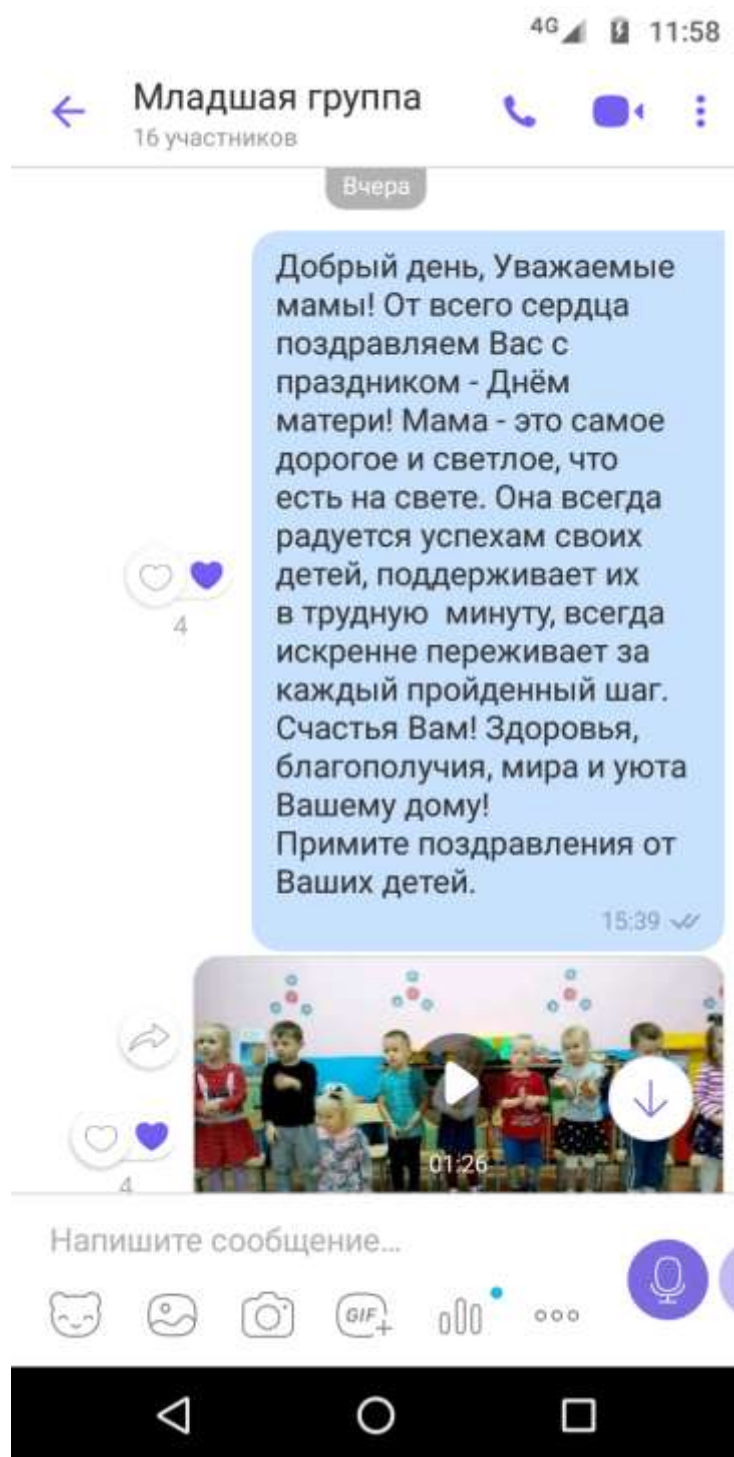 4G 11:58
Младшая группа
16 участников
Вчера
Добрый день, Уважаемые
мамы! От всего сердца
поздравляем Вас с
праздником - Днём
матери! Мама - это самое
дорогое и светлое, что
есть на свете. Она всегда
радуется успехам своих
детей, поддерживает их
в трудную  минуту, всегда
искренне переживает за
каждый пройденный шаг.
Счастья Вам! Здоровья,
благополучия, мира и уюта
Вашему дому!
Примите поздравления от
Ваших детей.
4
15:39
01:26
4
Напишите сообщение...
GIF